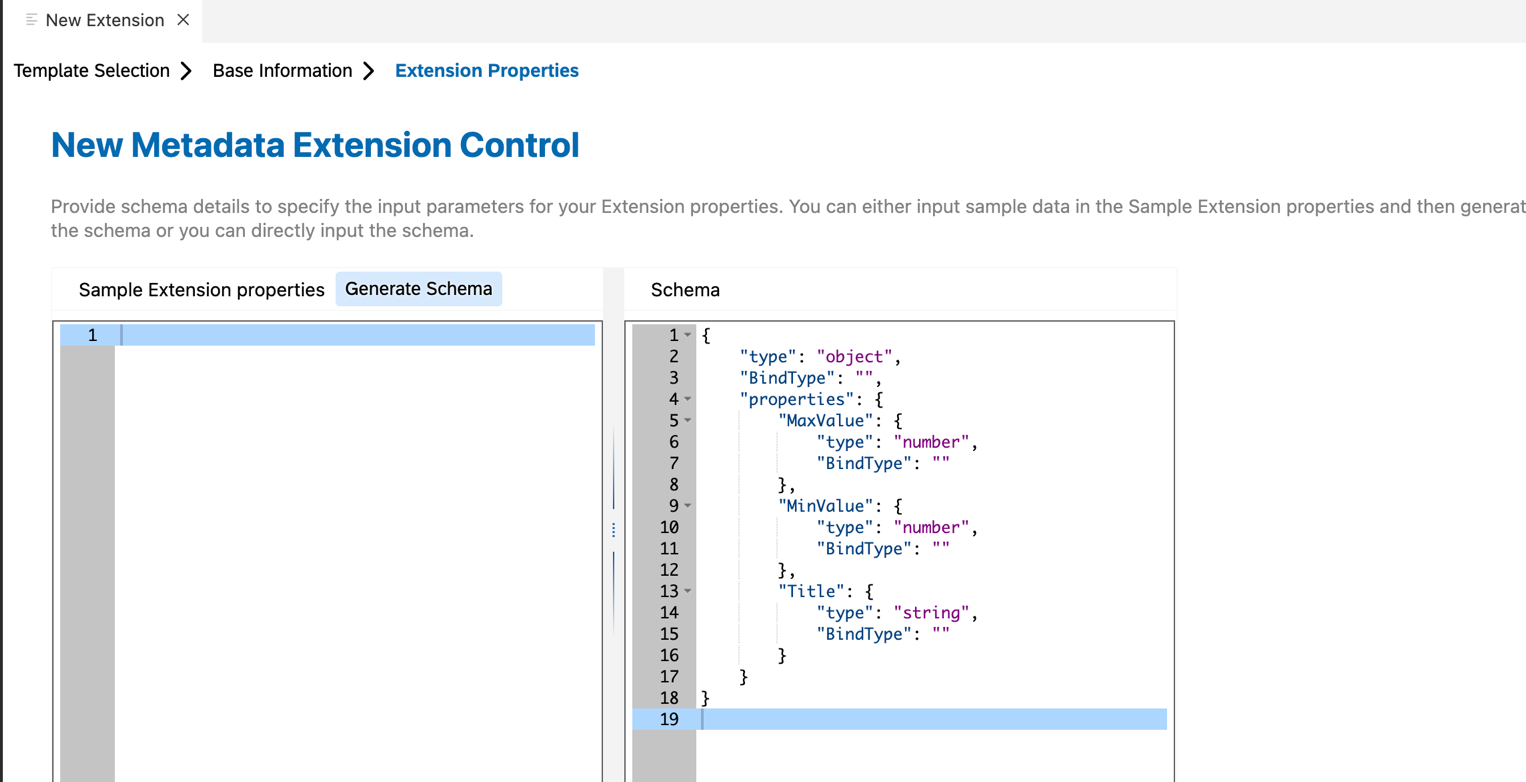 New Extension
Template Selection Base Information Extension Properties
New Metadata Extension Control
Provide schema details to specify the input parameters for your Extension properties. You can either input sample data in the Sample Extension properties and then generat
the schema or you can directly input the schema.
Sample Extension properties Generate Schema
1
Schema
1 {
2 "type": "object",
3 "BindType": "",
4 "properties": {
5 "MaxValue": {
6 "type": "number",
7 "BindType": ""
8 },
9 "MinValue": {
10 "type": "number",
11 "BindType": ""
12 },
13 "Title": {
14 "type": "string",
15 "BindType": ""
16 }
17 }
18 }
19